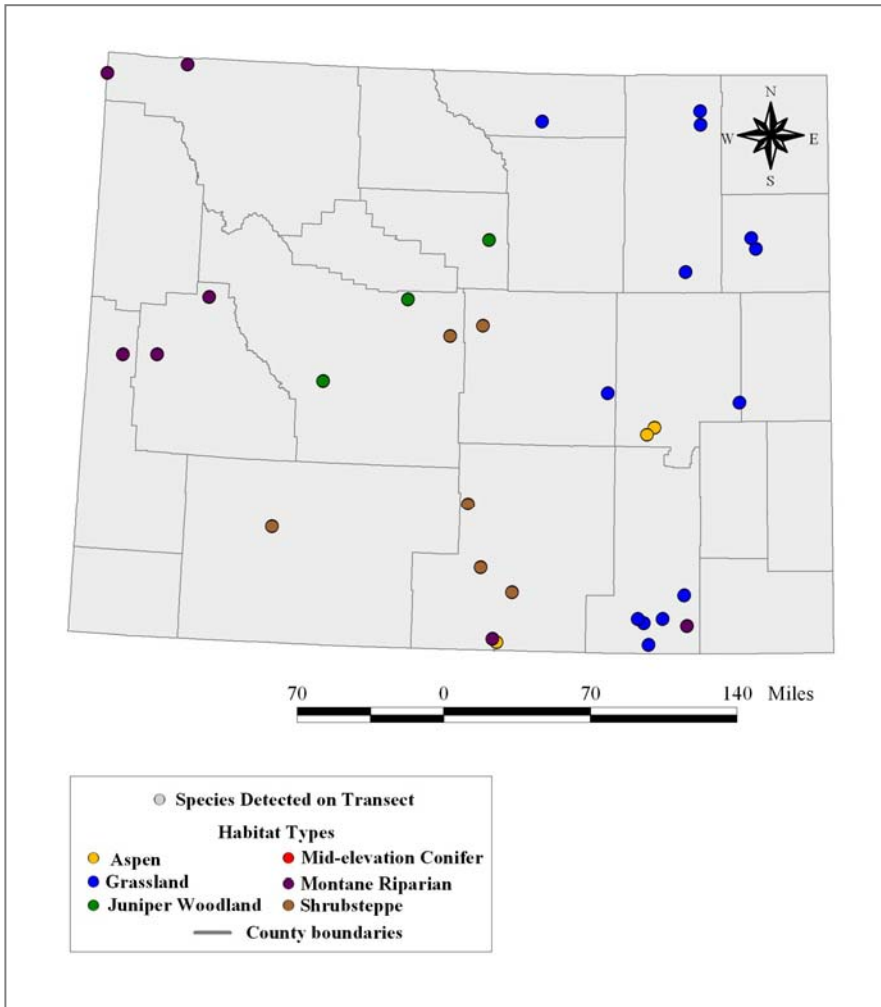 N
W E
S
70 0 70 140 Miles
Species Detected on Transect
Habitat Types
Aspen Mid-elevation Conifer
Grassland Montane Riparian
Juniper Woodland Shrubsteppe
County boundaries